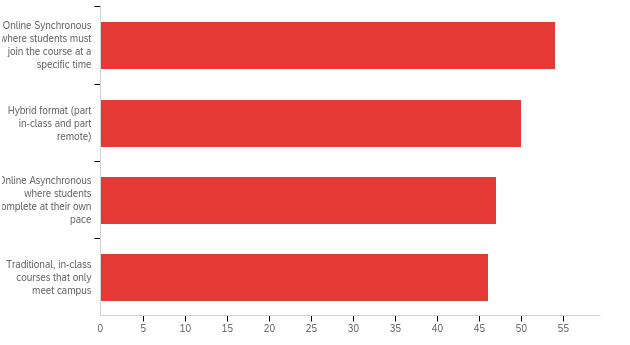 Online Synchronous
where students must
join the course at a
specific time
Hybrid format (part
in-class and part
remote)
Online Asynchronous
where students
complete at their own
pace
Traditional, in-class
courses that only
meet campus
0 5 10 15 20 25 30 35 40 45 50 55